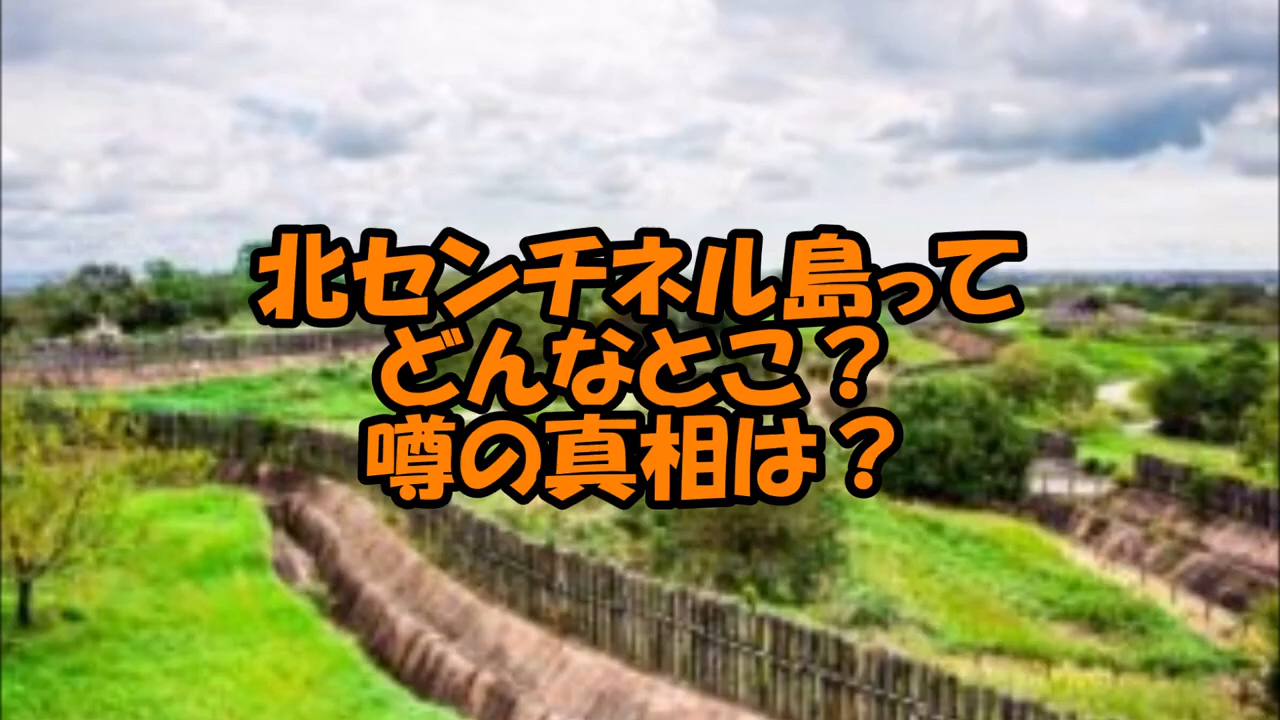 北センチネル島って
どんなとこ？
噂の真相は？